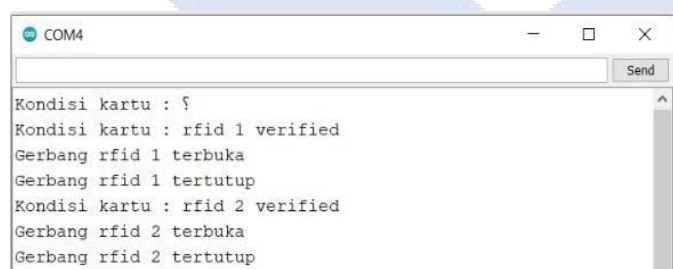 COM4
Send
Kondisi kartu : ⸮
Kondisi kartu : rfid 1 verified
Gerbang rfid 1 terbuka
Gerbang rfid 1 tertutup
Kondisi kartu : rfid 2 verified
Gerbang rfid 2 terbuka
Gerbang rfid 2 tertutup